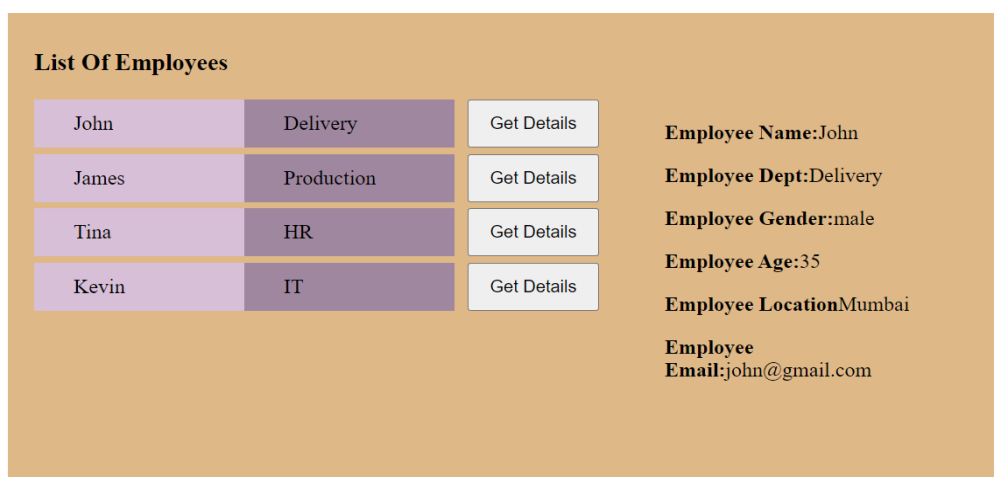 List Of Employees
John Delivery Get Details
James Production Get Details
Tina HR Get Details
Kevin IT Get Details
Employee Name:John
Employee Dept:Delivery
Employee Gender:male
Employee Age:35
Employee LocationMumbai
Employee
Email:john@gmail.com